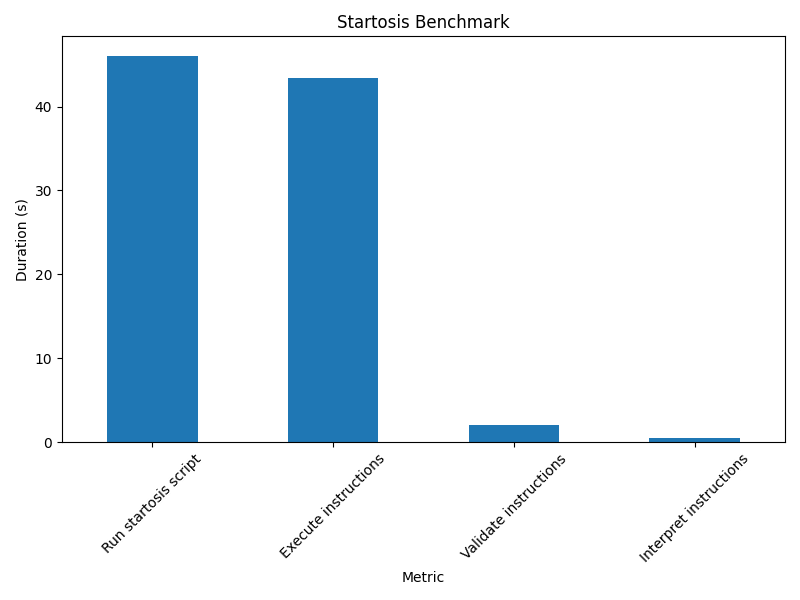 Startosis Benchmark
Duration (s)
40
30
20
10
0
Run startosis script
Execute instructions
Validate instructions
Interpret instructions
Metric